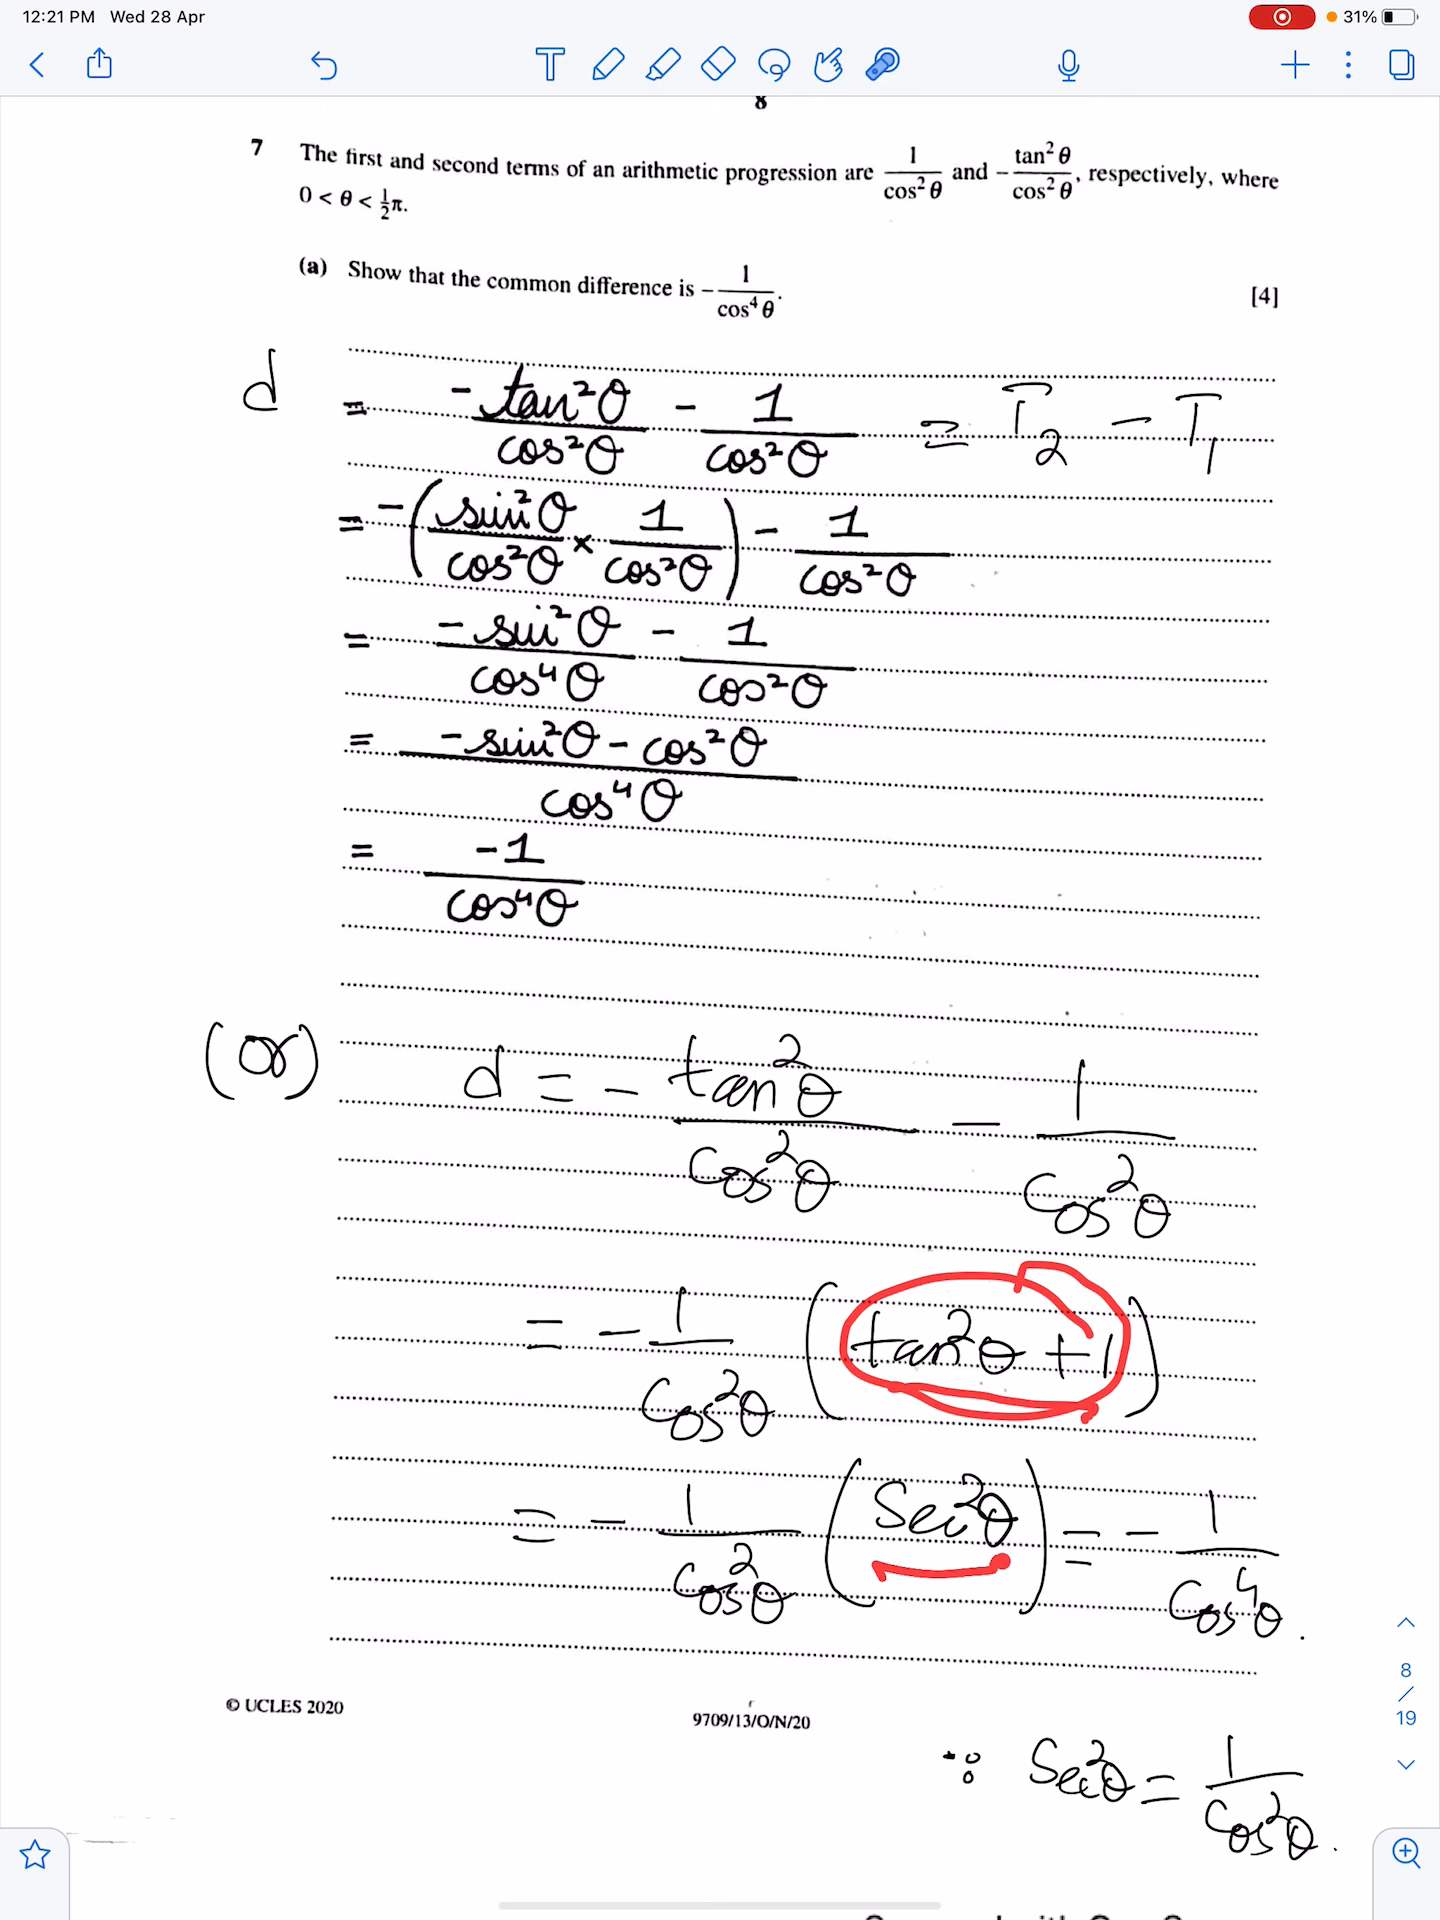 12:21 PM Wed 28 Apr 31%
8
7 The first and second terms of an arithmetic progression are 1/cos² θ and −tan² θ/cos² θ, respectively, where
0 < θ < ½π.
(a) Show that the common difference is −1/cos⁴ θ. [4]
d = −tan²θ/cos²θ − 1/cos²θ = T₂ − T₁
= −(sin²θ/cos²θ × 1/cos²θ) − 1/cos²θ
= −sin²θ/cos⁴θ − 1/cos²θ
= −sin²θ − cos²θ/cos⁴θ
= −1/cos⁴θ
(or) d = −tan²θ/cos²θ − 1/cos²θ
= −1/cos²θ (tan²θ + 1)
= −1/cos²θ (Sec²θ) = −1/cos⁴θ.
© UCLES 2020 9709/13/O/N/20
8
/
19
∵ Sec²θ = 1/cos²θ.